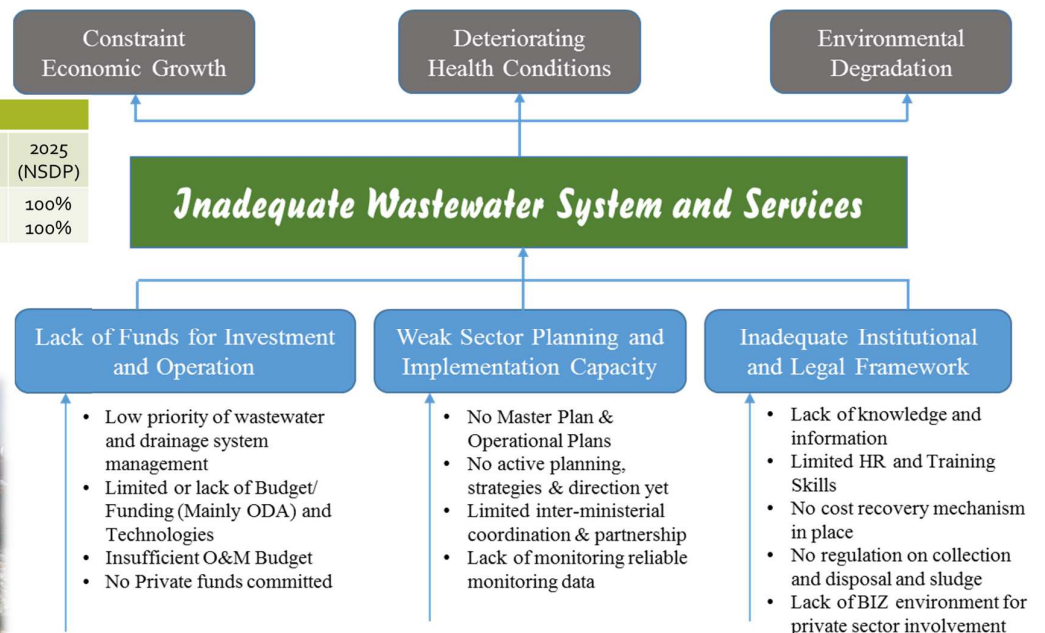 Constraint
Economic Growth
Deteriorating
Health Conditions
Environmental
Degradation
2025
(NSDP)
100%
100%
Inadequate Wastewater System and Services
Lack of Funds for Investment
and Operation
Weak Sector Planning and
Implementation Capacity
Inadequate Institutional
and Legal Framework
• Low priority of wastewater
and drainage system
management
• Limited or lack of Budget/
Funding (Mainly ODA) and
Technologies
• Insufficient O&M Budget
• No Private funds committed
• No Master Plan &
Operational Plans
• No active planning,
strategies & direction yet
• Limited inter-ministerial
coordination & partnership
• Lack of monitoring reliable
monitoring data
• Lack of knowledge and
information
• Limited HR and Training
Skills
• No cost recovery mechanism
in place
• No regulation on collection
and disposal and sludge
• Lack of BIZ environment for
private sector involvement